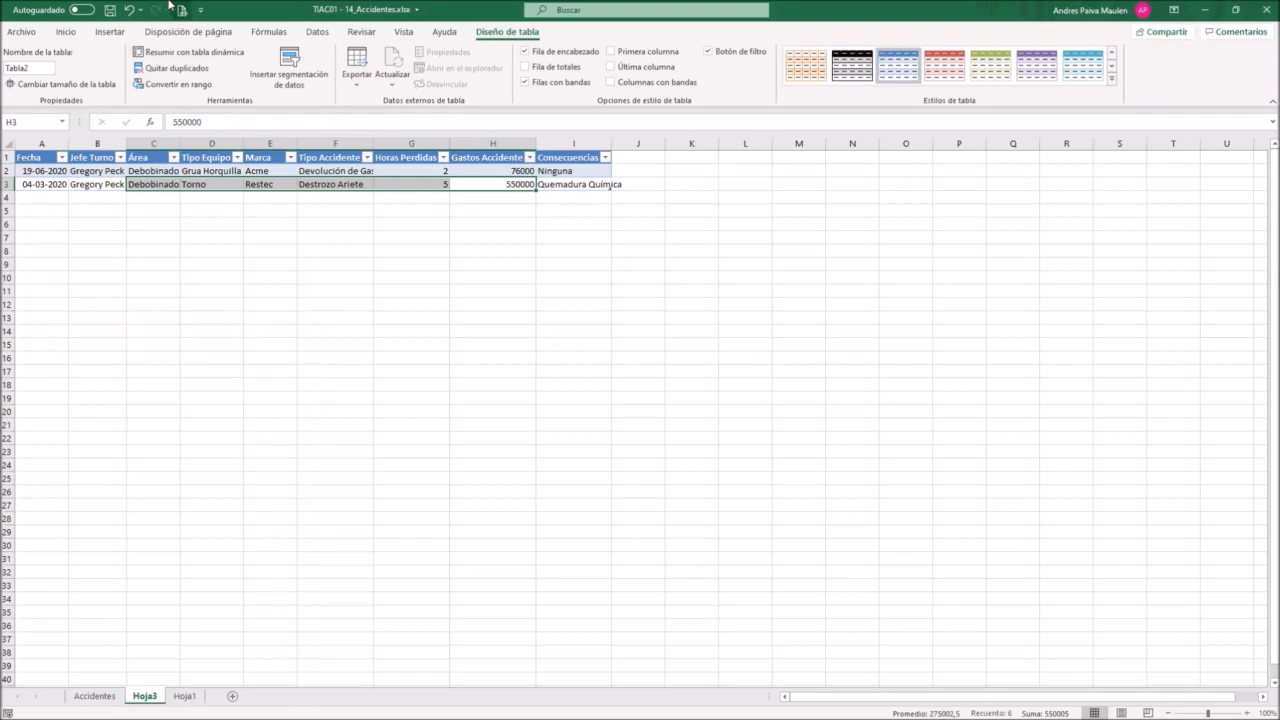 Autoguardado TIAC01 - 14_Accidentes.xlsx Buscar Andres Paiva Maulen AP
Archivo Inicio Insertar Disposición de página Fórmulas Datos Revisar Vista Ayuda Diseño de tabla Compartir Comentarios
Nombre de la tabla: Resumir con tabla dinámica Propiedades Fila de encabezado Primera columna Botón de filtro
Tabla2 Quitar duplicados Insertar segmentación de datos Exportar Actualizar Abrir en el explorador Fila de totales Última columna
Cambiar tamaño de la tabla Convertir en rango Desvincular Filas con bandas Columnas con bandas
Propiedades Herramientas Datos externos de tabla Opciones de estilo de tabla Estilos de tabla
H3 fx 550000
A B C D E F G H I J K L M N O P Q R S T U
1 Fecha Jefe Turno Área Tipo Equipo Marca Tipo Accidente Horas Perdidas Gastos Accidente Consecuencias
2 19-06-2020 Gregory Peck Debobinado Grua Horquilla Acme Devolución de Ga 2 76000 Ninguna
3 04-03-2020 Gregory Peck Debobinado Torno Restec Destrozo Ariete 5 550000 Quemadura Química
4
5
6
7
8
9
10
11
12
13
14
15
16
17
18
19
20
21
22
23
24
25
26
27
28
29
30
31
32
33
34
35
36
37
38
39
40
Accidentes Hoja3 Hoja1
Promedio: 275002,5 Recuento: 6 Suma: 550005 100%